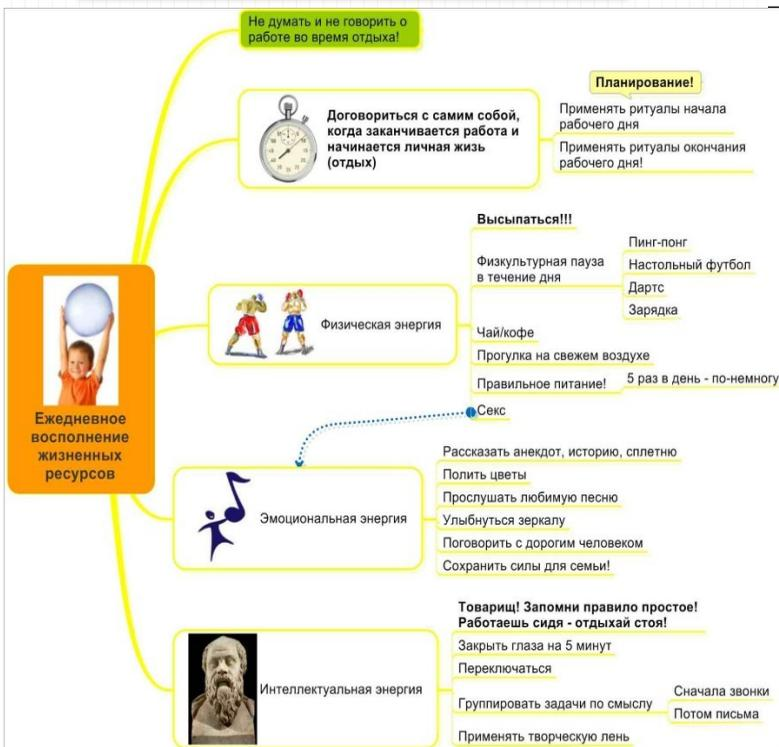 Не думать и не говорить о
работе во время отдыха!
Договориться с самим собой,
когда заканчивается работа и
начинается личная жизь
(отдых)
Планирование!
Применять ритуалы начала
рабочего дня
Применять ритуалы окончания
рабочего дня!
Ежедневное
восполнение
жизненных
ресурсов
Физическая энергия
Высыпаться!!!
Физкультурная пауза
в течение дня
Пинг-понг
Настольный футбол
Дартс
Зарядка
Чай/кофе
Прогулка на свежем воздухе
Правильное питание!
5 раз в день - по-немногу
Секс
Эмоциональная энергия
Рассказать анекдот, историю, сплетню
Полить цветы
Прослушать любимую песню
Улыбнуться зеркалу
Поговорить с дорогим человеком
Сохранить силы для семьи!
Интеллектуальная энергия
Товарищ! Запомни правило простое!
Работаешь сидя - отдыхай стоя!
Закрыть глаза на 5 минут
Переключаться
Группировать задачи по смыслу
Сначала звонки
Потом письма
Применять творческую лень